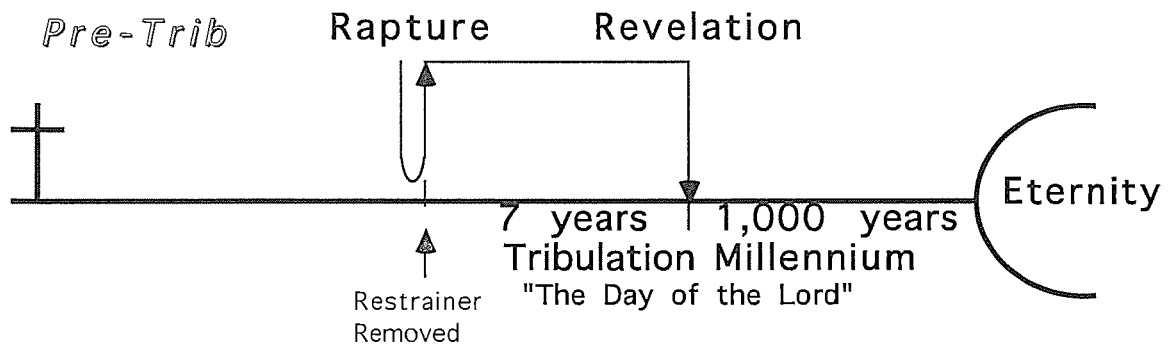 Pre-Trib Rapture Revelation
Eternity
7 years 1,000 years
Tribulation Millennium
"The Day of the Lord"
Restrainer
Removed